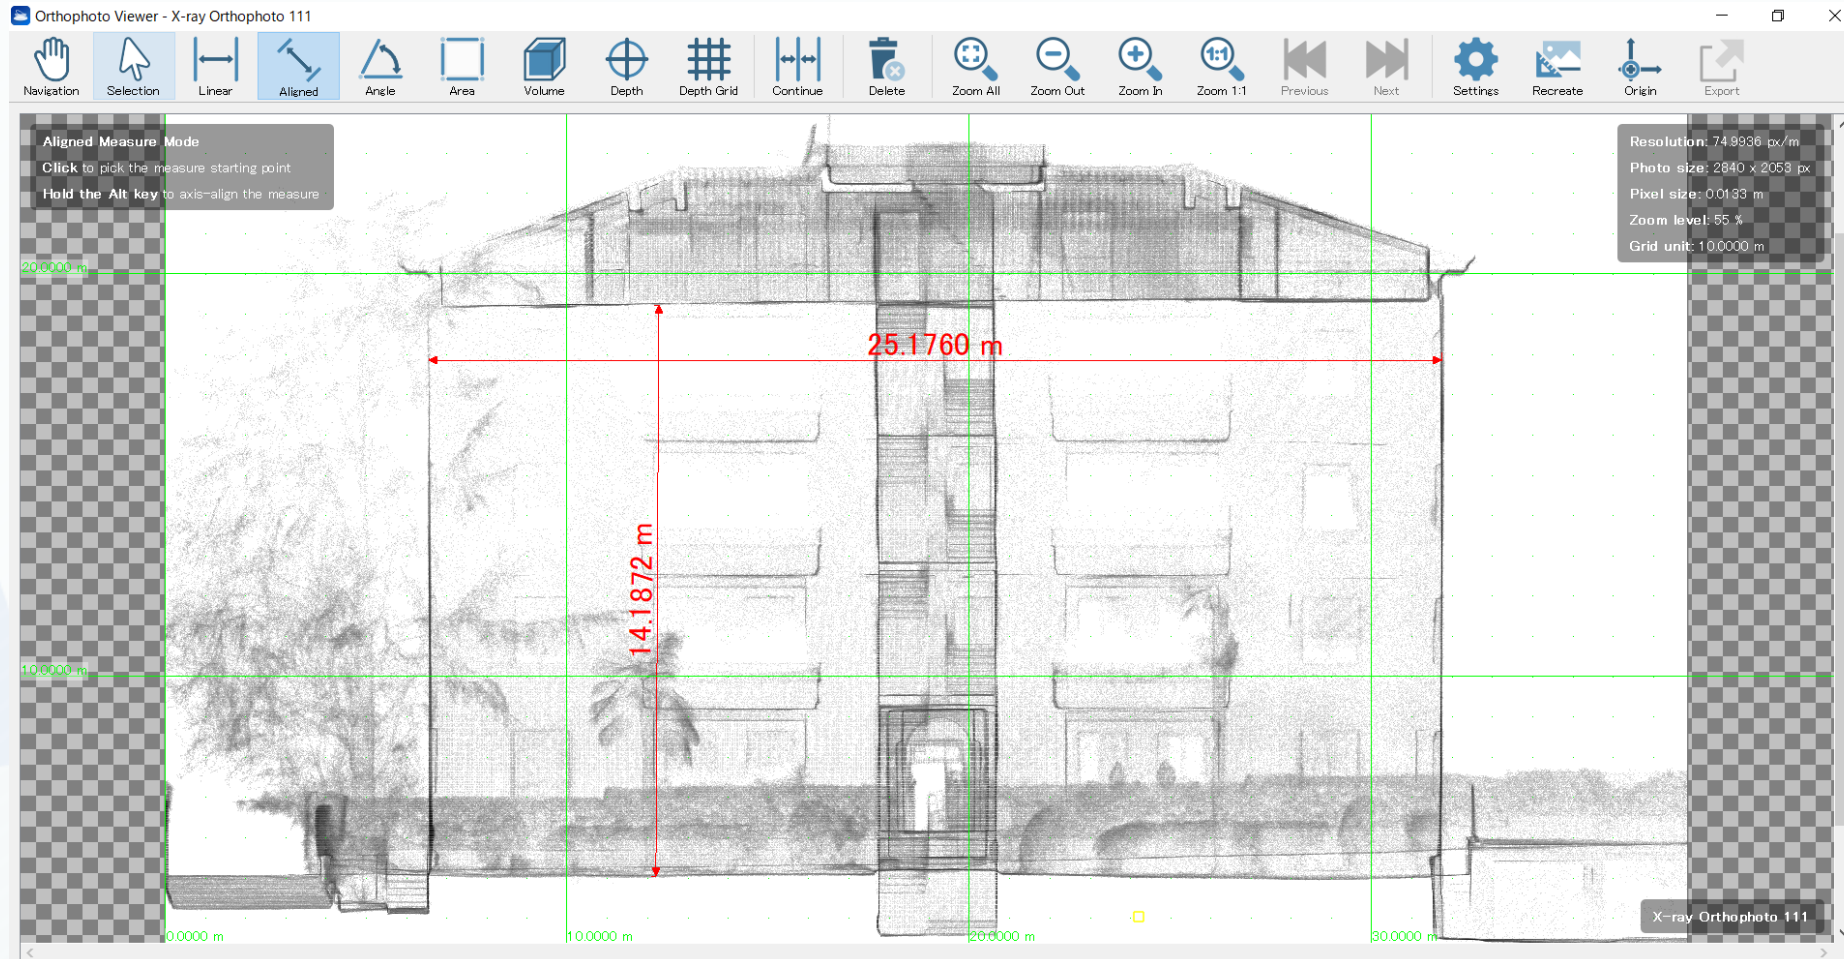 Orthophoto Viewer - X-ray Orthophoto 111
Navigation Selection Linear Aligned Angle Area Volume Depth Depth Grid Continue Delete Zoom All Zoom Out Zoom In Zoom 1:1 Previous Next Settings Recreate Origin Export
1:1
Aligned Measure Mode
Click to pick the measure starting point
Hold the Alt key to axis-align the measure
Resolution: 74.9936 px/m
Photo size: 2840 x 2053 px
Pixel size: 0.0133 m
Zoom level: 55 %
Grid unit: 10.0000 m
20.0000 m
25.1760 m
14.1872 m
10.0000 m
X-ray Orthophoto 111
0.0000 m 10.0000 m 20.0000 m 30.0000 m